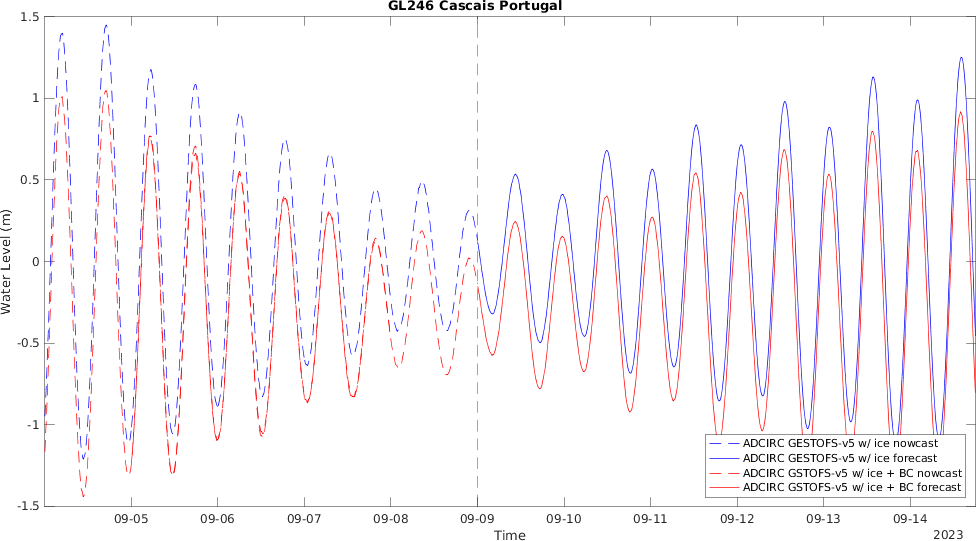 GL246 Cascais Portugal
Water Level (m)
1.5
1
0.5
0
-0.5
-1
-1.5
ADCIRC GESTOFS-v5 w/ ice nowcast
ADCIRC GESTOFS-v5 w/ ice forecast
ADCIRC GSTOFS-v5 w/ ice + BC nowcast
ADCIRC GSTOFS-v5 w/ ice + BC forecast
09-05 09-06 09-07 09-08 09-09 09-10 09-11 09-12 09-13 09-14
Time
2023